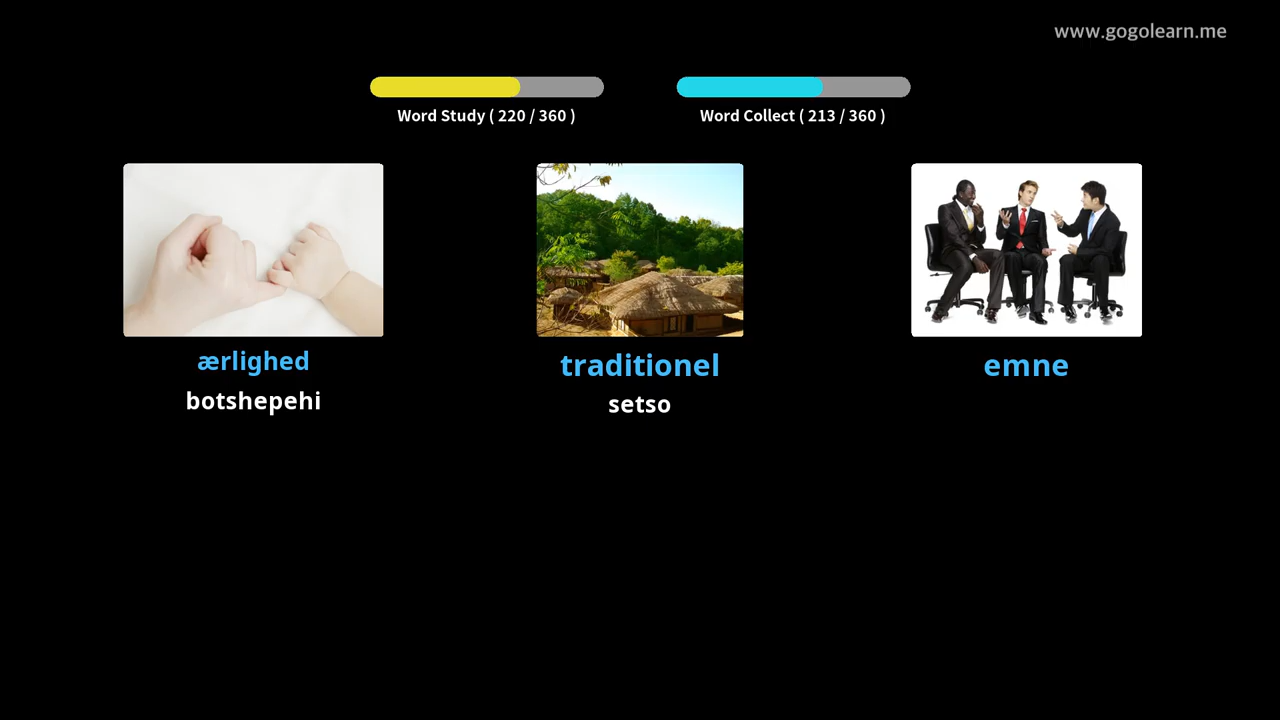 www.gogolearn.me
Word Study ( 220 / 360 )
Word Collect ( 213 / 360 )
ærlighed
traditionel
emne
botshepehi
setso